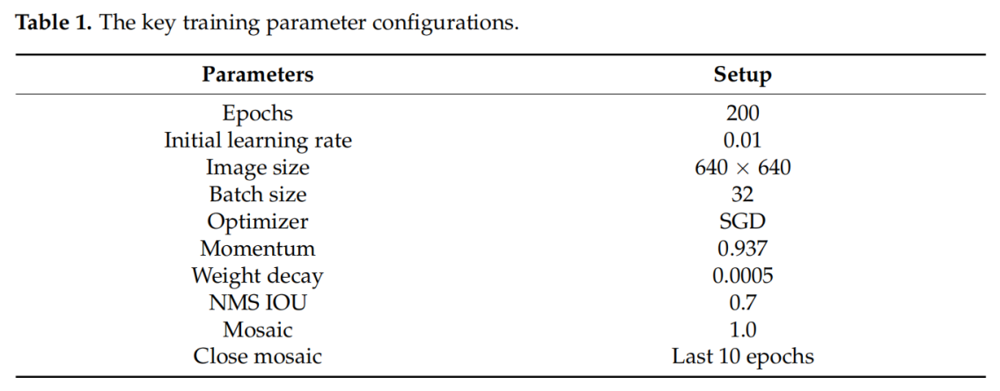 Table 1. The key training parameter configurations.
Parameters Setup
Epochs 200
Initial learning rate 0.01
Image size 640 × 640
Batch size 32
Optimizer SGD
Momentum 0.937
Weight decay 0.0005
NMS IOU 0.7
Mosaic 1.0
Close mosaic Last 10 epochs